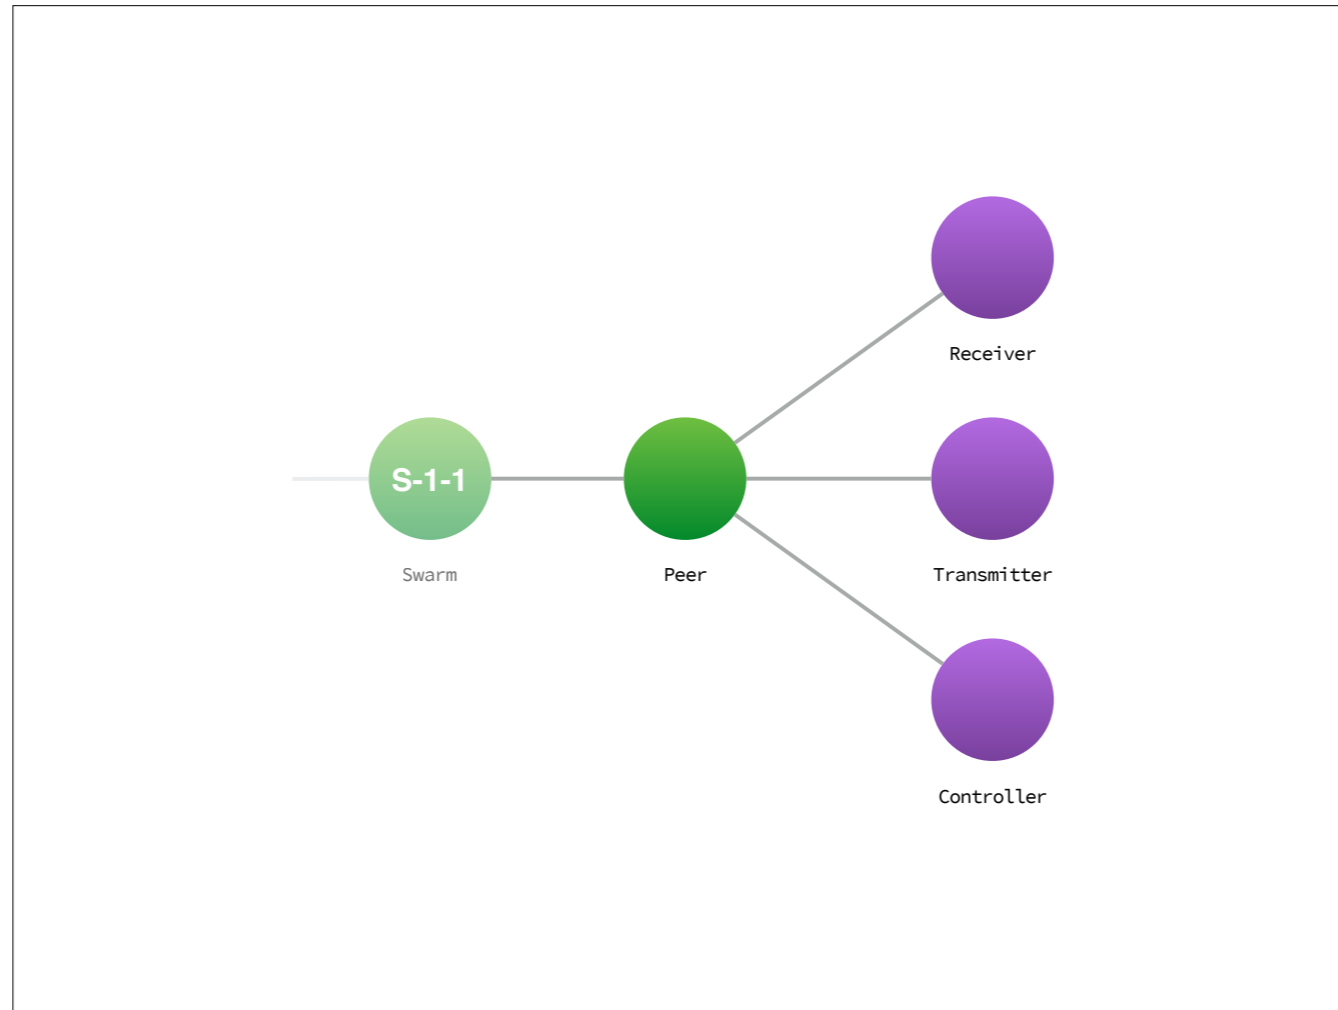 Receiver
S-1-1
Swarm
Peer
Transmitter
Controller